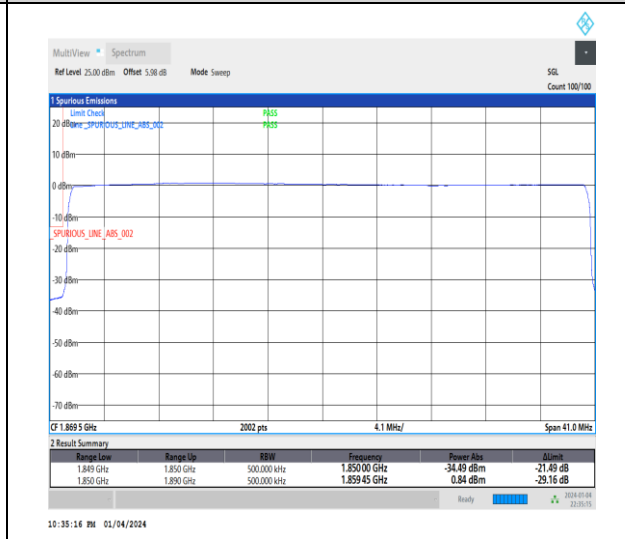 MultiView Spectrum
Ref Level 25.00 dBm Offset 5.98 dB Mode Sweep SGL
Count 100/100
1 Spurious Emissions
Limit Check PASS
20 dBm Line _SPURIOUS_LINE_ABS_002 PASS
10 dBm
0 dBm
-10 dBm
_SPURIOUS_LINE_ABS_002
-20 dBm
-30 dBm
-40 dBm
-50 dBm
-60 dBm
-70 dBm
CF 1.869 5 GHz 2002 pts 4.1 MHz/ Span 41.0 MHz
2 Result Summary
Range Low Range Up RBW Frequency Power Abs ΔLimit
1.849 GHz 1.850 GHz 500.000 kHz 1.850 00 GHz -34.49 dBm -21.49 dB
1.850 GHz 1.890 GHz 500.000 kHz 1.859 45 GHz 0.84 dBm -29.16 dB
Ready 2024-01-04
22:35:15
10:35:16 PM 01/04/2024